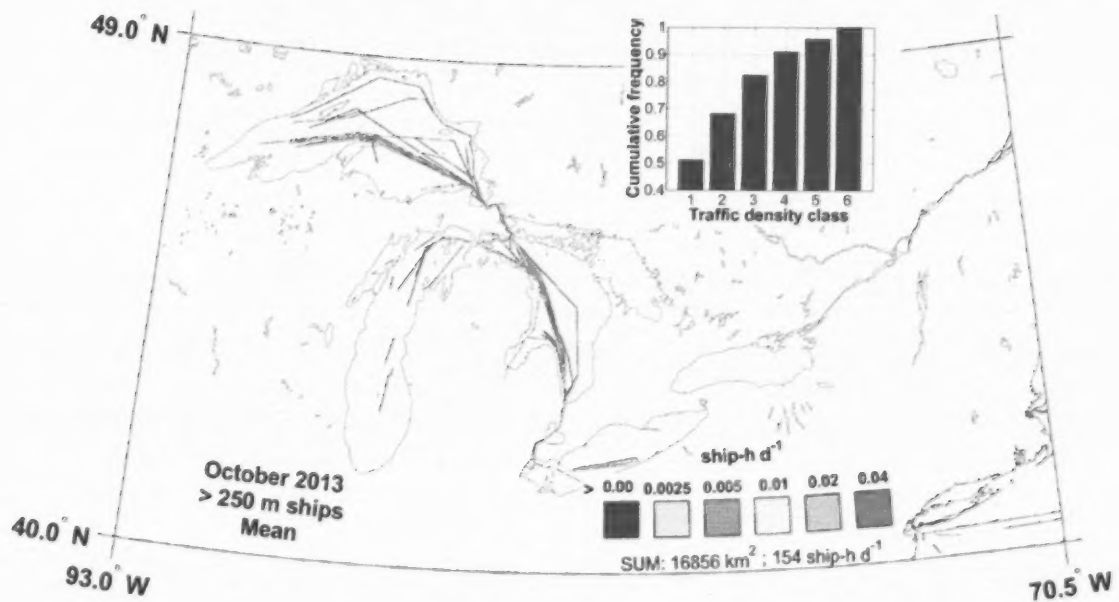 49.0° N
Cumulative frequency
1
0.9
0.8
0.7
0.6
0.5
0.4
1 2 3 4 5 6
Traffic density class
October 2013
> 250 m ships
Mean
ship-h d⁻¹
> 0.00 0.0025 0.005 0.01 0.02 0.04
SUM: 16856 km² ; 154 ship-h d⁻¹
40.0° N
93.0° W
70.5° W